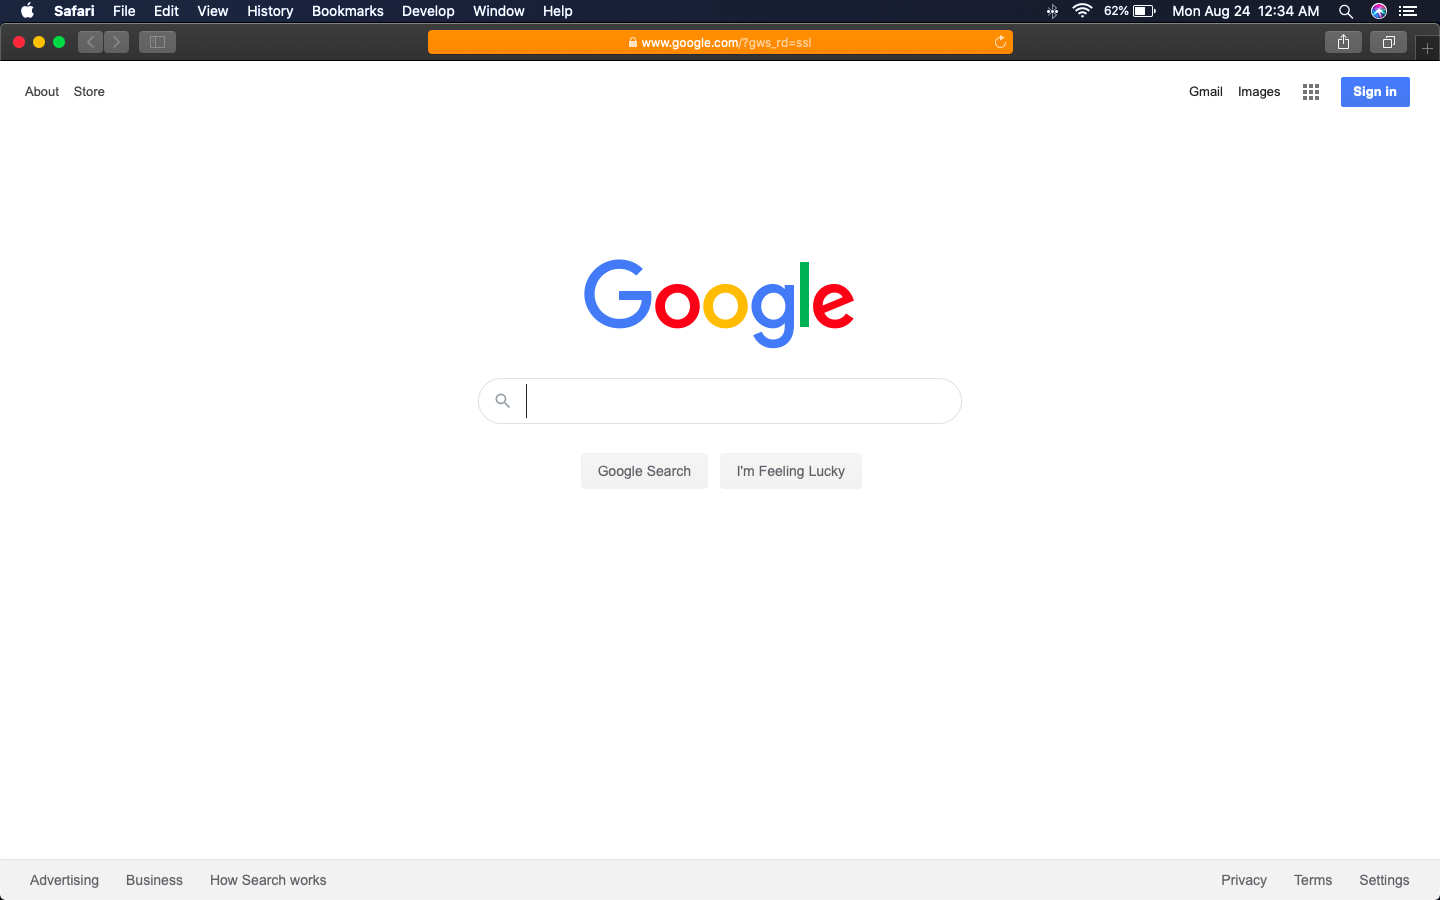 Safari File Edit View History Bookmarks Develop Window Help 62% Mon Aug 24 12:34 AM
www.google.com/?gws_rd=ssl
About Store Gmail Images Sign in
Google
Google Search I'm Feeling Lucky
Advertising Business How Search works Privacy Terms Settings